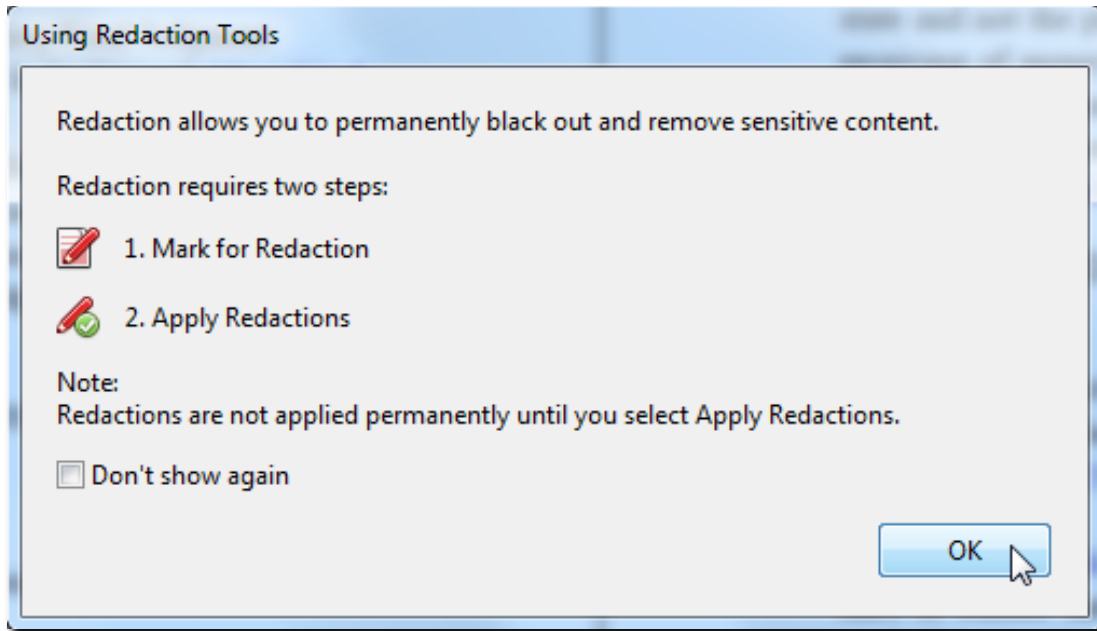 Using Redaction Tools
Redaction allows you to permanently black out and remove sensitive content.
Redaction requires two steps:
1. Mark for Redaction
2. Apply Redactions
Note:
Redactions are not applied permanently until you select Apply Redactions.
Don't show again
OK